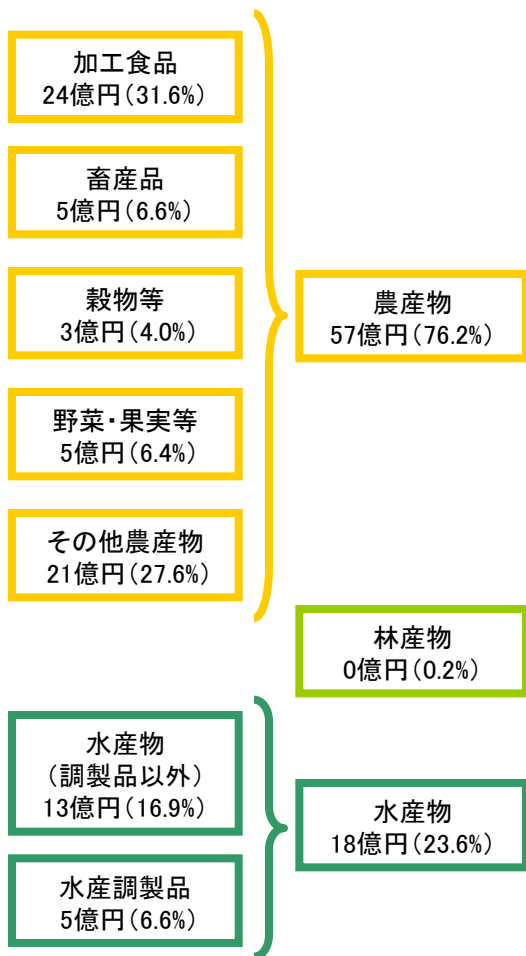 加工食品
24億円(31.6%)
畜産品
5億円(6.6%)
穀物等
3億円(4.0%)
野菜・果実等
5億円(6.4%)
その他農産物
21億円(27.6%)
農産物
57億円(76.2%)
林産物
0億円(0.2%)
水産物
(調製品以外)
13億円(16.9%)
水産調製品
5億円(6.6%)
水産物
18億円(23.6%)